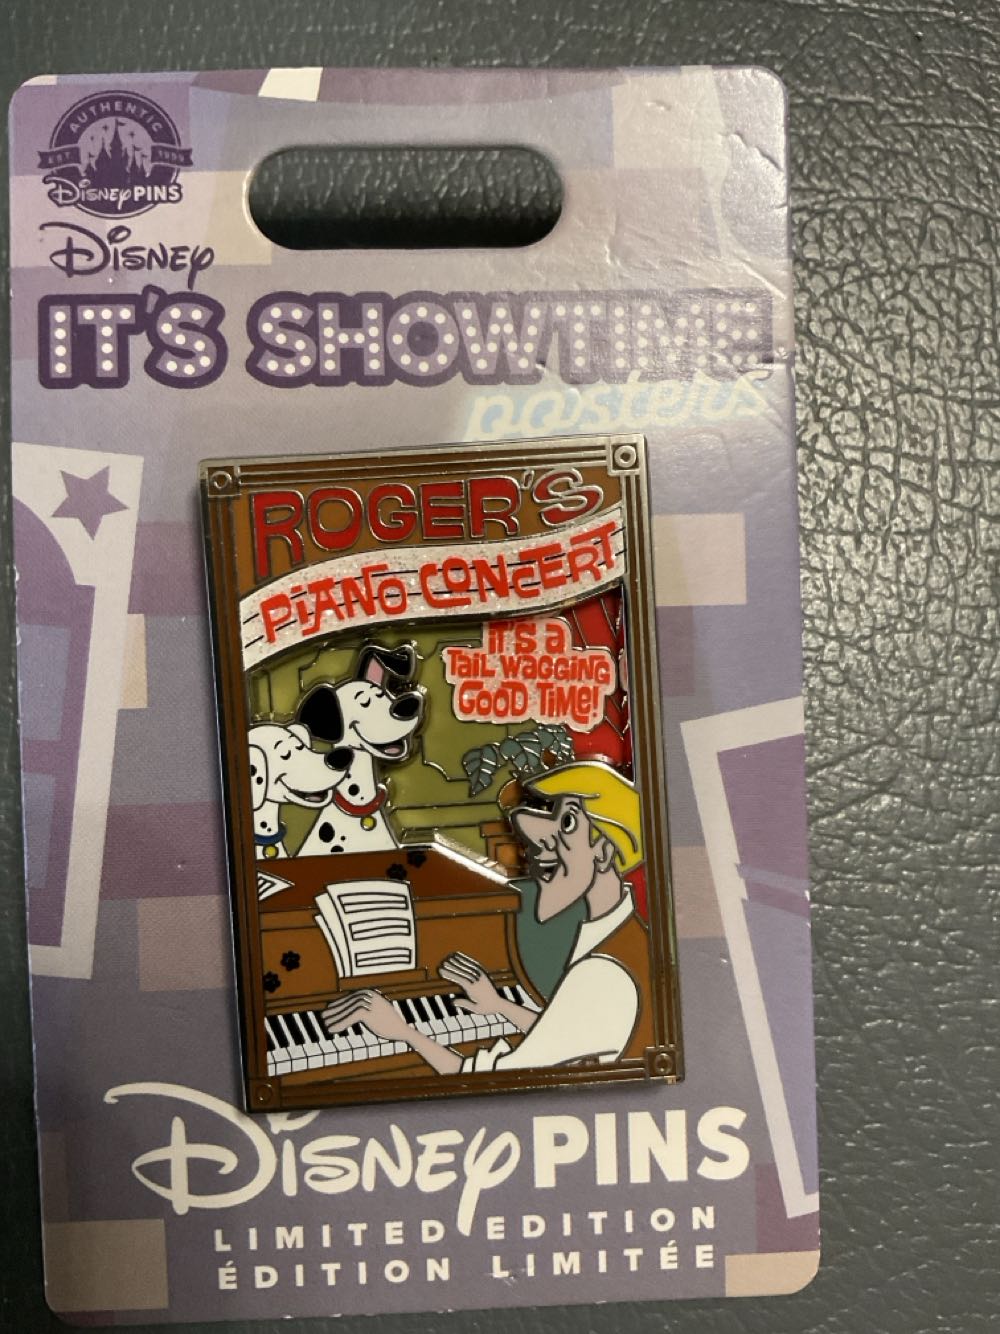 AUTHENTIC
EST 1999
DISNEY PINS
DISNEY
IT'S SHOWTIME
posters
ROGER'S
PIANO CONCERT
IT'S a
Tail WAGGING
GOOD TiMe!
DISNEY PINS
LIMITED EDITION
ÉDITION LIMITÉE